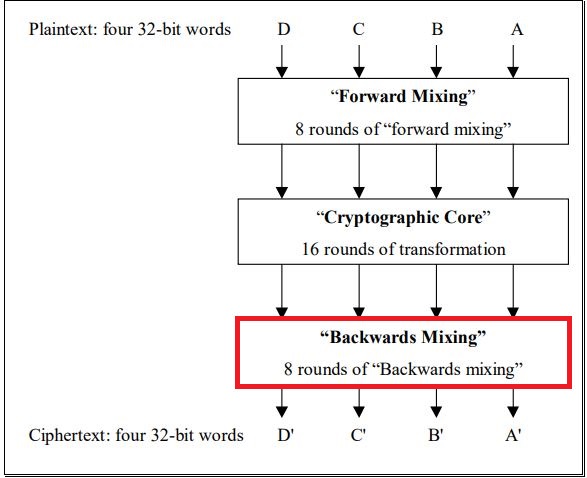 Plaintext: four 32-bit words D C B A
“Forward Mixing”
8 rounds of “forward mixing”
“Cryptographic Core”
16 rounds of transformation
“Backwards Mixing”
8 rounds of “Backwards mixing”
Ciphertext: four 32-bit words D' C' B' A'